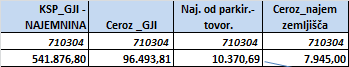 KSP_GJI - NAJEMNINA Ceroz _GJI Naj. od parkir.- tovor. Ceroz_najem zemljišča
710304 710304 710304 710304
541.876,80 96.493,81 10.370,69 7.945,00